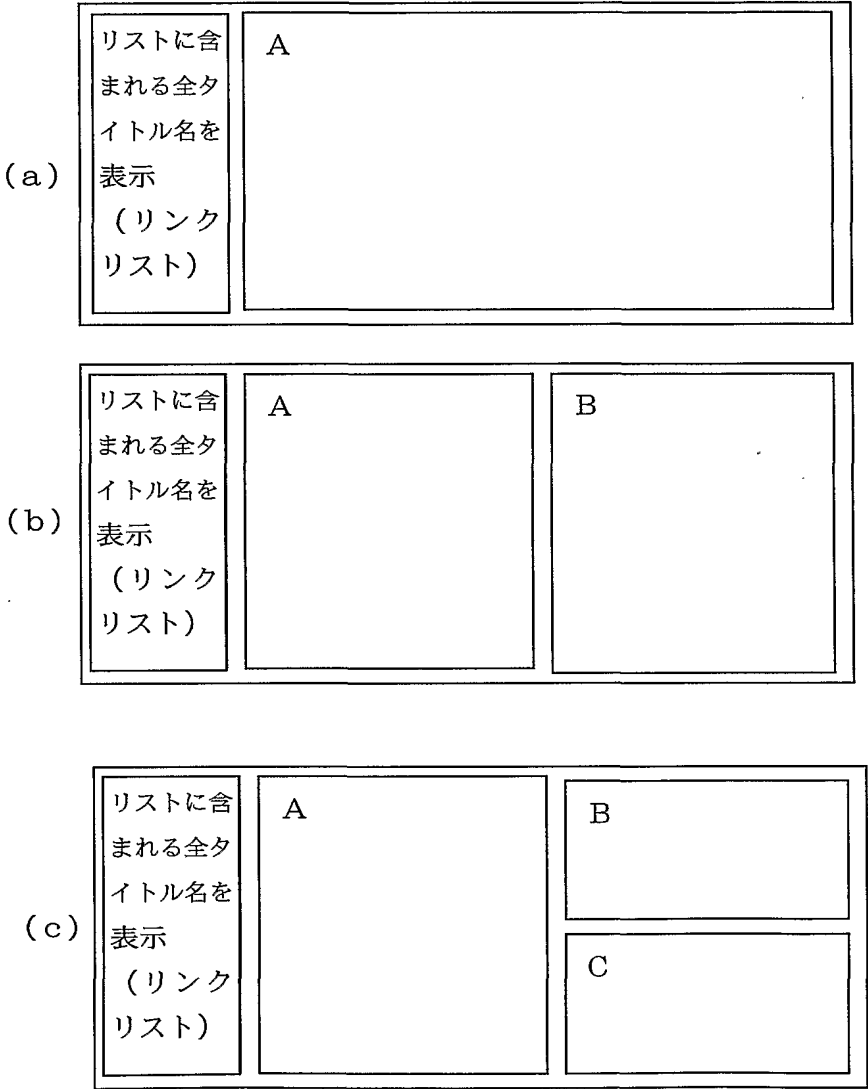 (a)
リストに含
まれる全タ
イトル名を
表示
(リンク
リスト)
A
(b)
リストに含
まれる全タ
イトル名を
表示
(リンク
リスト)
A
B
(c)
リストに含
まれる全タ
イトル名を
表示
(リンク
リスト)
A
B
C